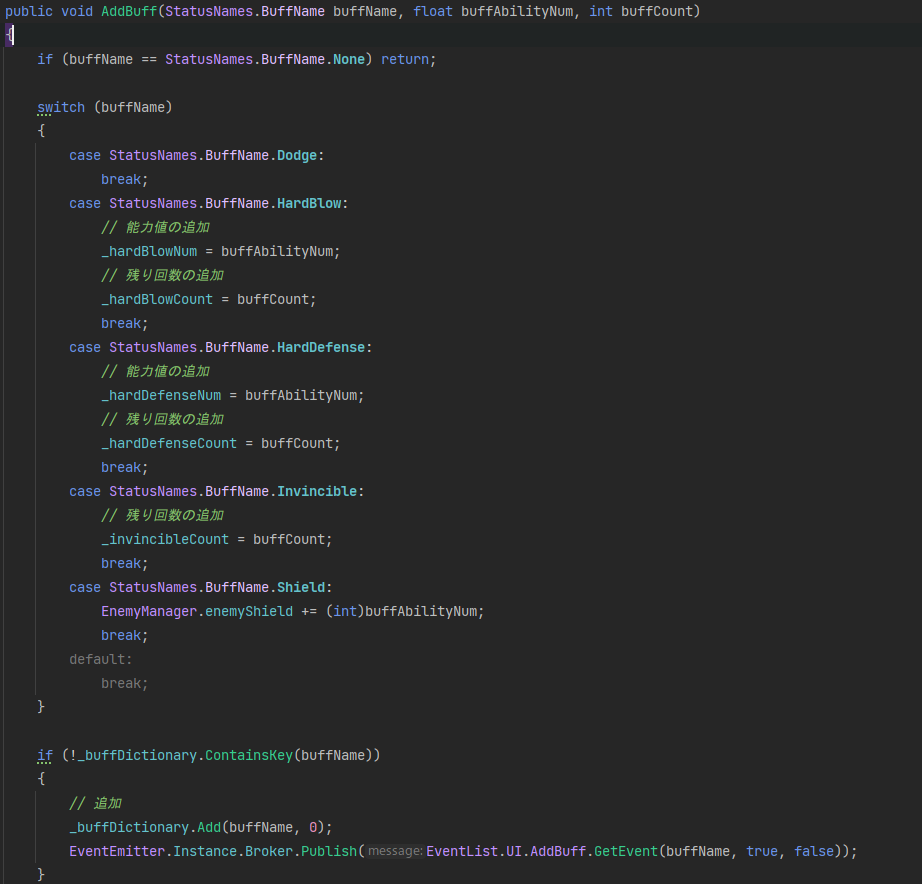 public void AddBuff(StatusNames.BuffName buffName, float buffAbilityNum, int buffCount)
{
    if (buffName == StatusNames.BuffName.None) return;

    switch (buffName)
    {
        case StatusNames.BuffName.Dodge:
            break;
        case StatusNames.BuffName.HardBlow:
            // 能力値の追加
            _hardBlowNum = buffAbilityNum;
            // 残り回数の追加
            _hardBlowCount = buffCount;
            break;
        case StatusNames.BuffName.HardDefense:
            // 能力値の追加
            _hardDefenseNum = buffAbilityNum;
            // 残り回数の追加
            _hardDefenseCount = buffCount;
            break;
        case StatusNames.BuffName.Invincible:
            // 残り回数の追加
            _invincibleCount = buffCount;
            break;
        case StatusNames.BuffName.Shield:
            EnemyManager.enemyShield += (int)buffAbilityNum;
            break;
        default:
            break;
    }

    if (!_buffDictionary.ContainsKey(buffName))
    {
        // 追加
        _buffDictionary.Add(buffName, 0);
        EventEmitter.Instance.Broker.Publish(message:EventList.UI.AddBuff.GetEvent(buffName, true, false));
    }